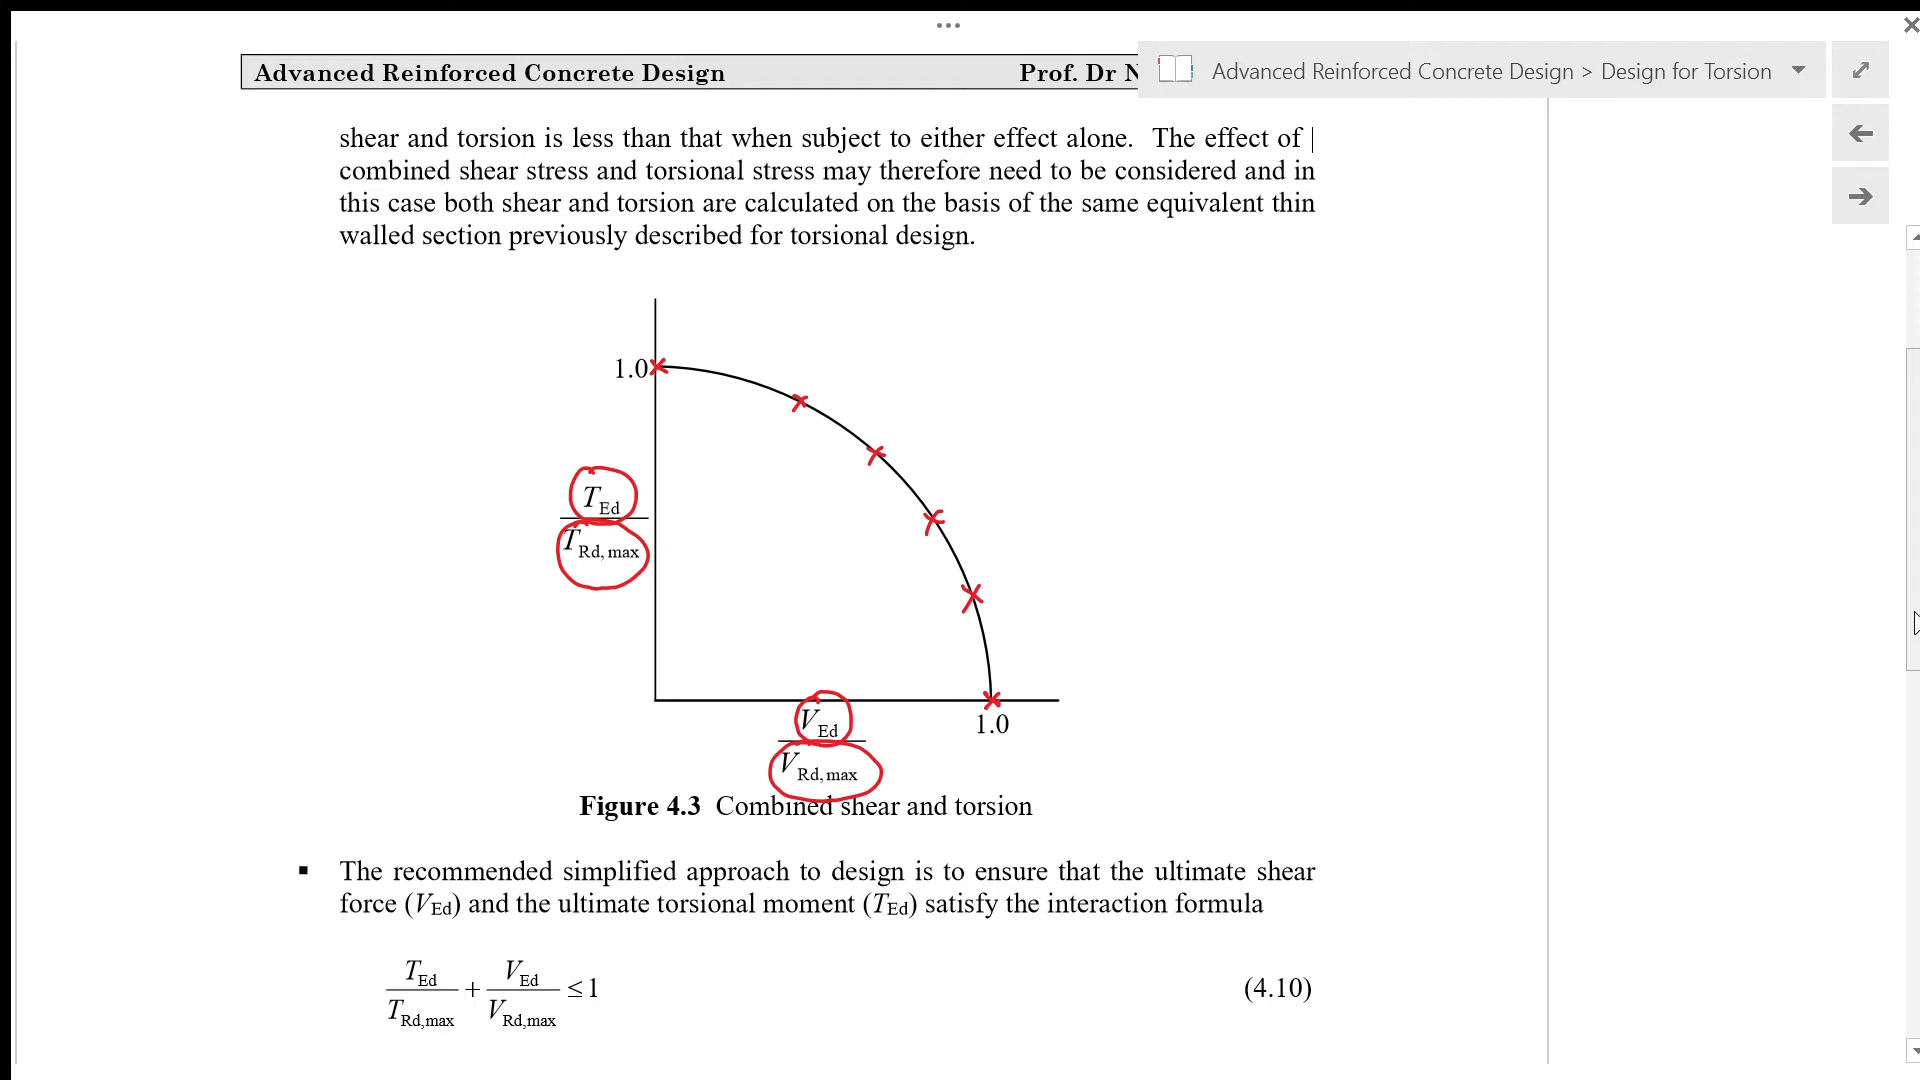 •••
Advanced Reinforced Concrete Design Prof. Dr N
Advanced Reinforced Concrete Design > Design for Torsion
shear and torsion is less than that when subject to either effect alone. The effect of |
combined shear stress and torsional stress may therefore need to be considered and in
this case both shear and torsion are calculated on the basis of the same equivalent thin
walled section previously described for torsional design.
1.0
T_Ed
T_Rd, max
V_Ed
V_Rd, max
1.0
Figure 4.3 Combined shear and torsion
▪ The recommended simplified approach to design is to ensure that the ultimate shear
force (V_Ed) and the ultimate torsional moment (T_Ed) satisfy the interaction formula
T_Ed/T_Rd,max + V_Ed/V_Rd,max ≤ 1 (4.10)